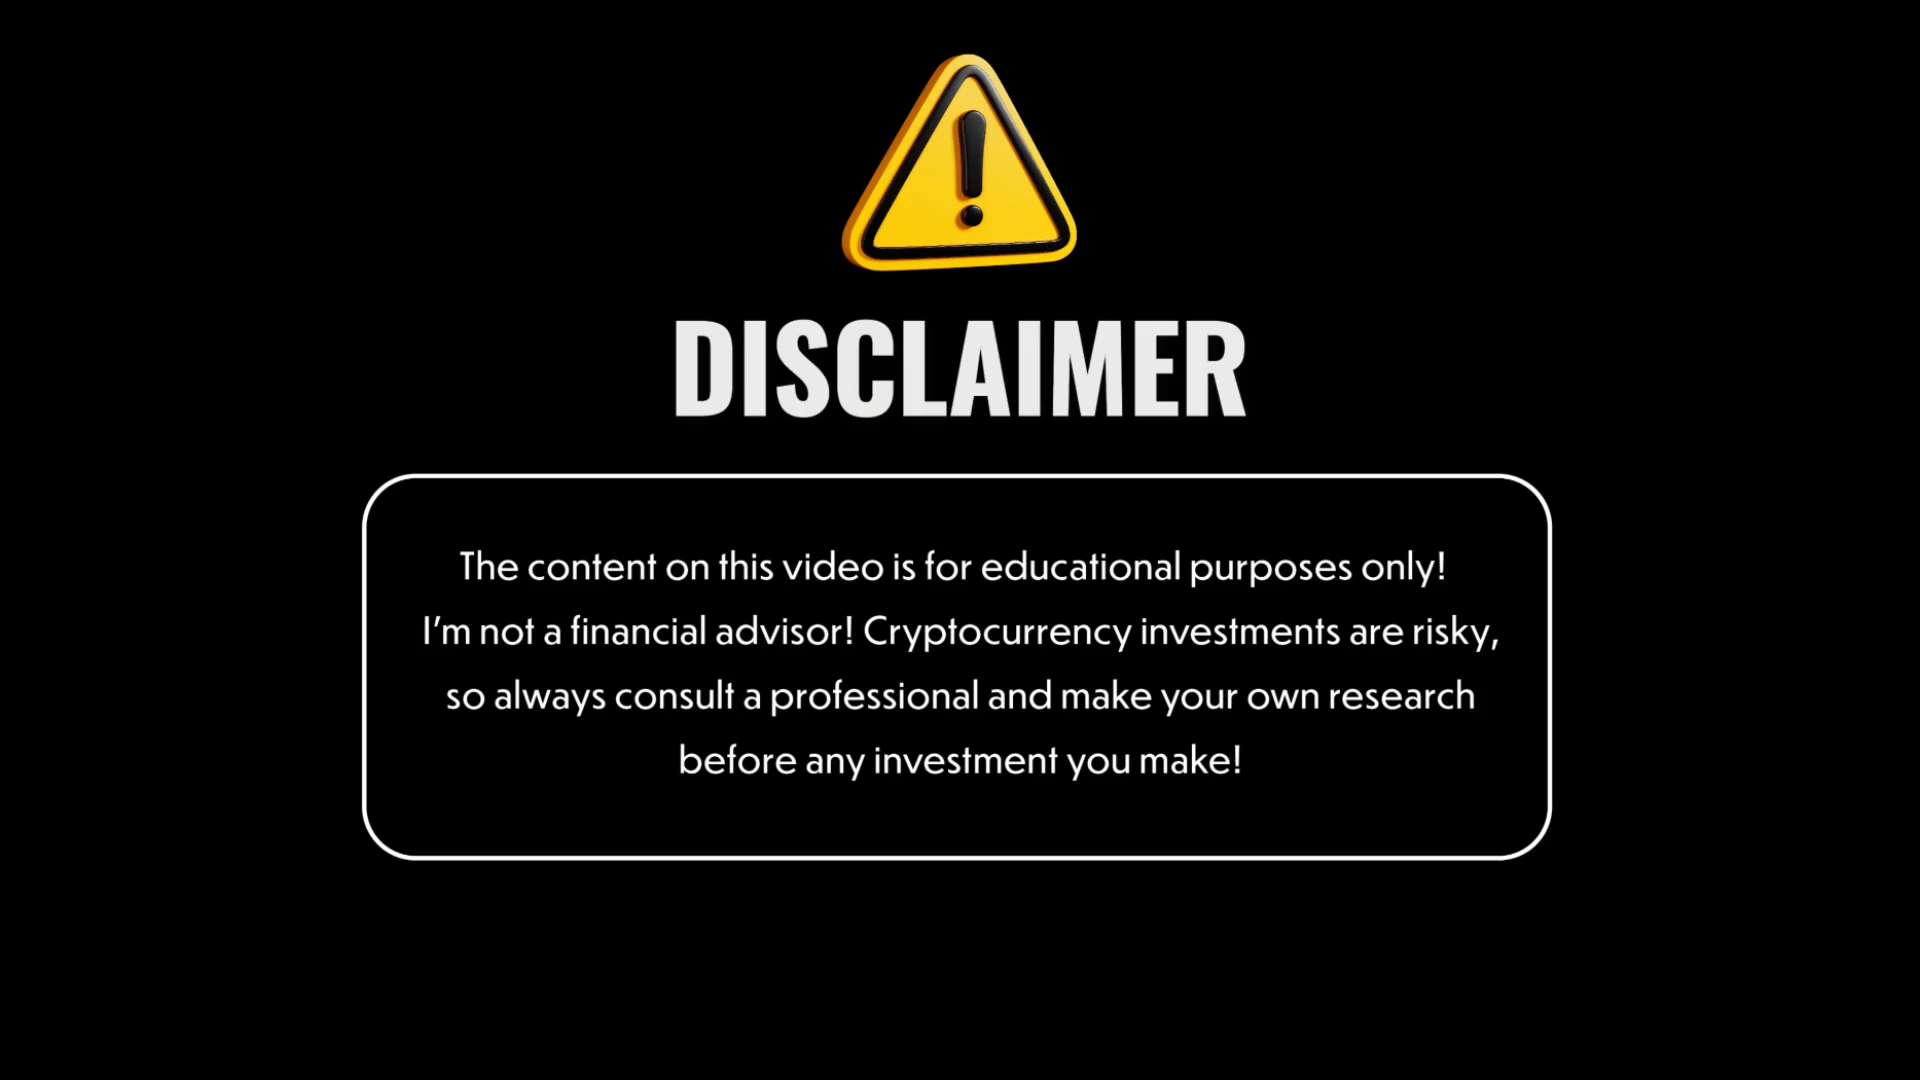 DISCLAIMER
The content on this video is for educational purposes only!
I'm not a financial advisor! Cryptocurrency investments are risky,
so always consult a professional and make your own research
before any investment you make!